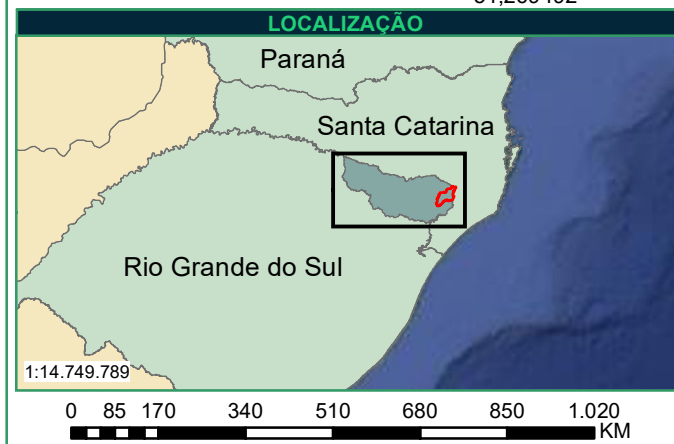 LOCALIZAÇÃO
Paraná
Santa Catarina
Rio Grande do Sul
1:14.749.789
0 85 170 340 510 680 850 1.020
KM